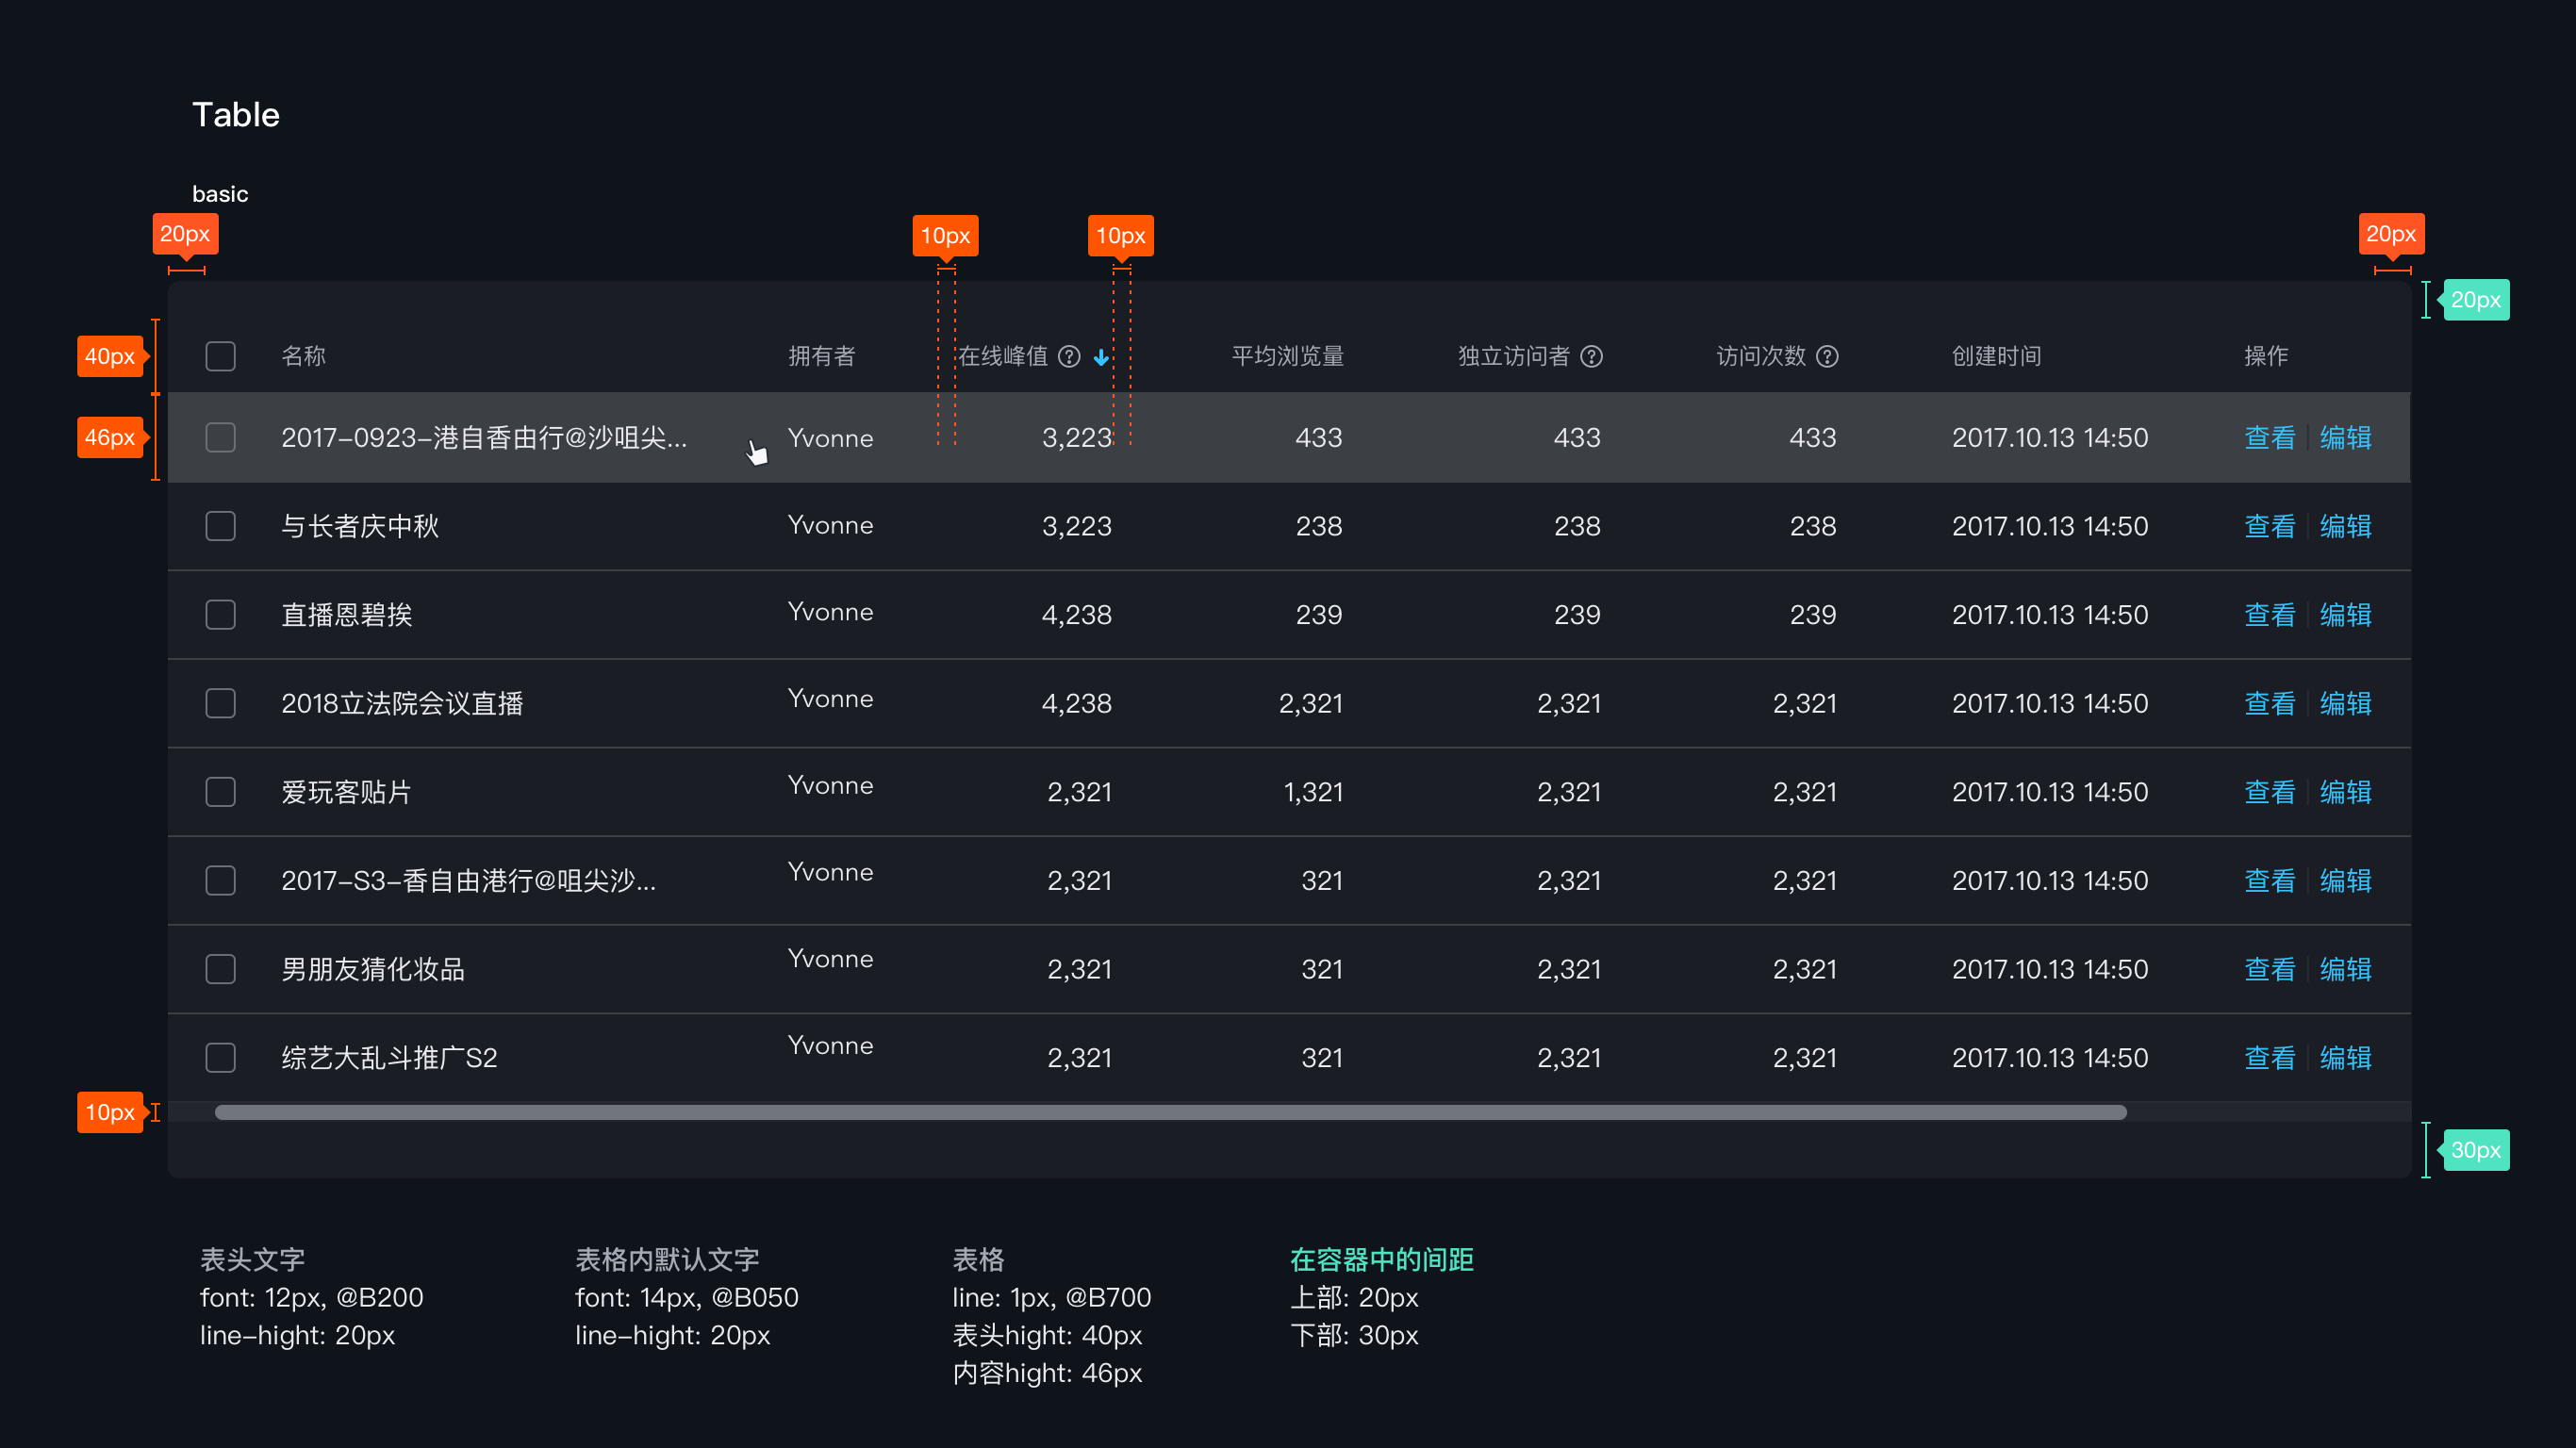 Table
basic
20px
10px
10px
20px
20px
40px
名称 拥有者 在线峰值 平均浏览量 独立访问者 访问次数 创建时间 操作
46px
2017-0923-港自香由行@沙咀尖... Yvonne 3,223 433 433 433 2017.10.13 14:50 查看 编辑
与长者庆中秋 Yvonne 3,223 238 238 238 2017.10.13 14:50 查看 编辑
直播恩碧挨 Yvonne 4,238 239 239 239 2017.10.13 14:50 查看 编辑
2018立法院会议直播 Yvonne 4,238 2,321 2,321 2,321 2017.10.13 14:50 查看 编辑
爱玩客贴片 Yvonne 2,321 1,321 2,321 2,321 2017.10.13 14:50 查看 编辑
2017-S3-香自由港行@咀尖沙... Yvonne 2,321 321 2,321 2,321 2017.10.13 14:50 查看 编辑
男朋友猜化妆品 Yvonne 2,321 321 2,321 2,321 2017.10.13 14:50 查看 编辑
综艺大乱斗推广S2 Yvonne 2,321 321 2,321 2,321 2017.10.13 14:50 查看 编辑
10px
30px
表头文字
font: 12px, @B200
line-hight: 20px
表格内默认文字
font: 14px, @B050
line-hight: 20px
表格
line: 1px, @B700
表头hight: 40px
内容hight: 46px
在容器中的间距
上部: 20px
下部: 30px